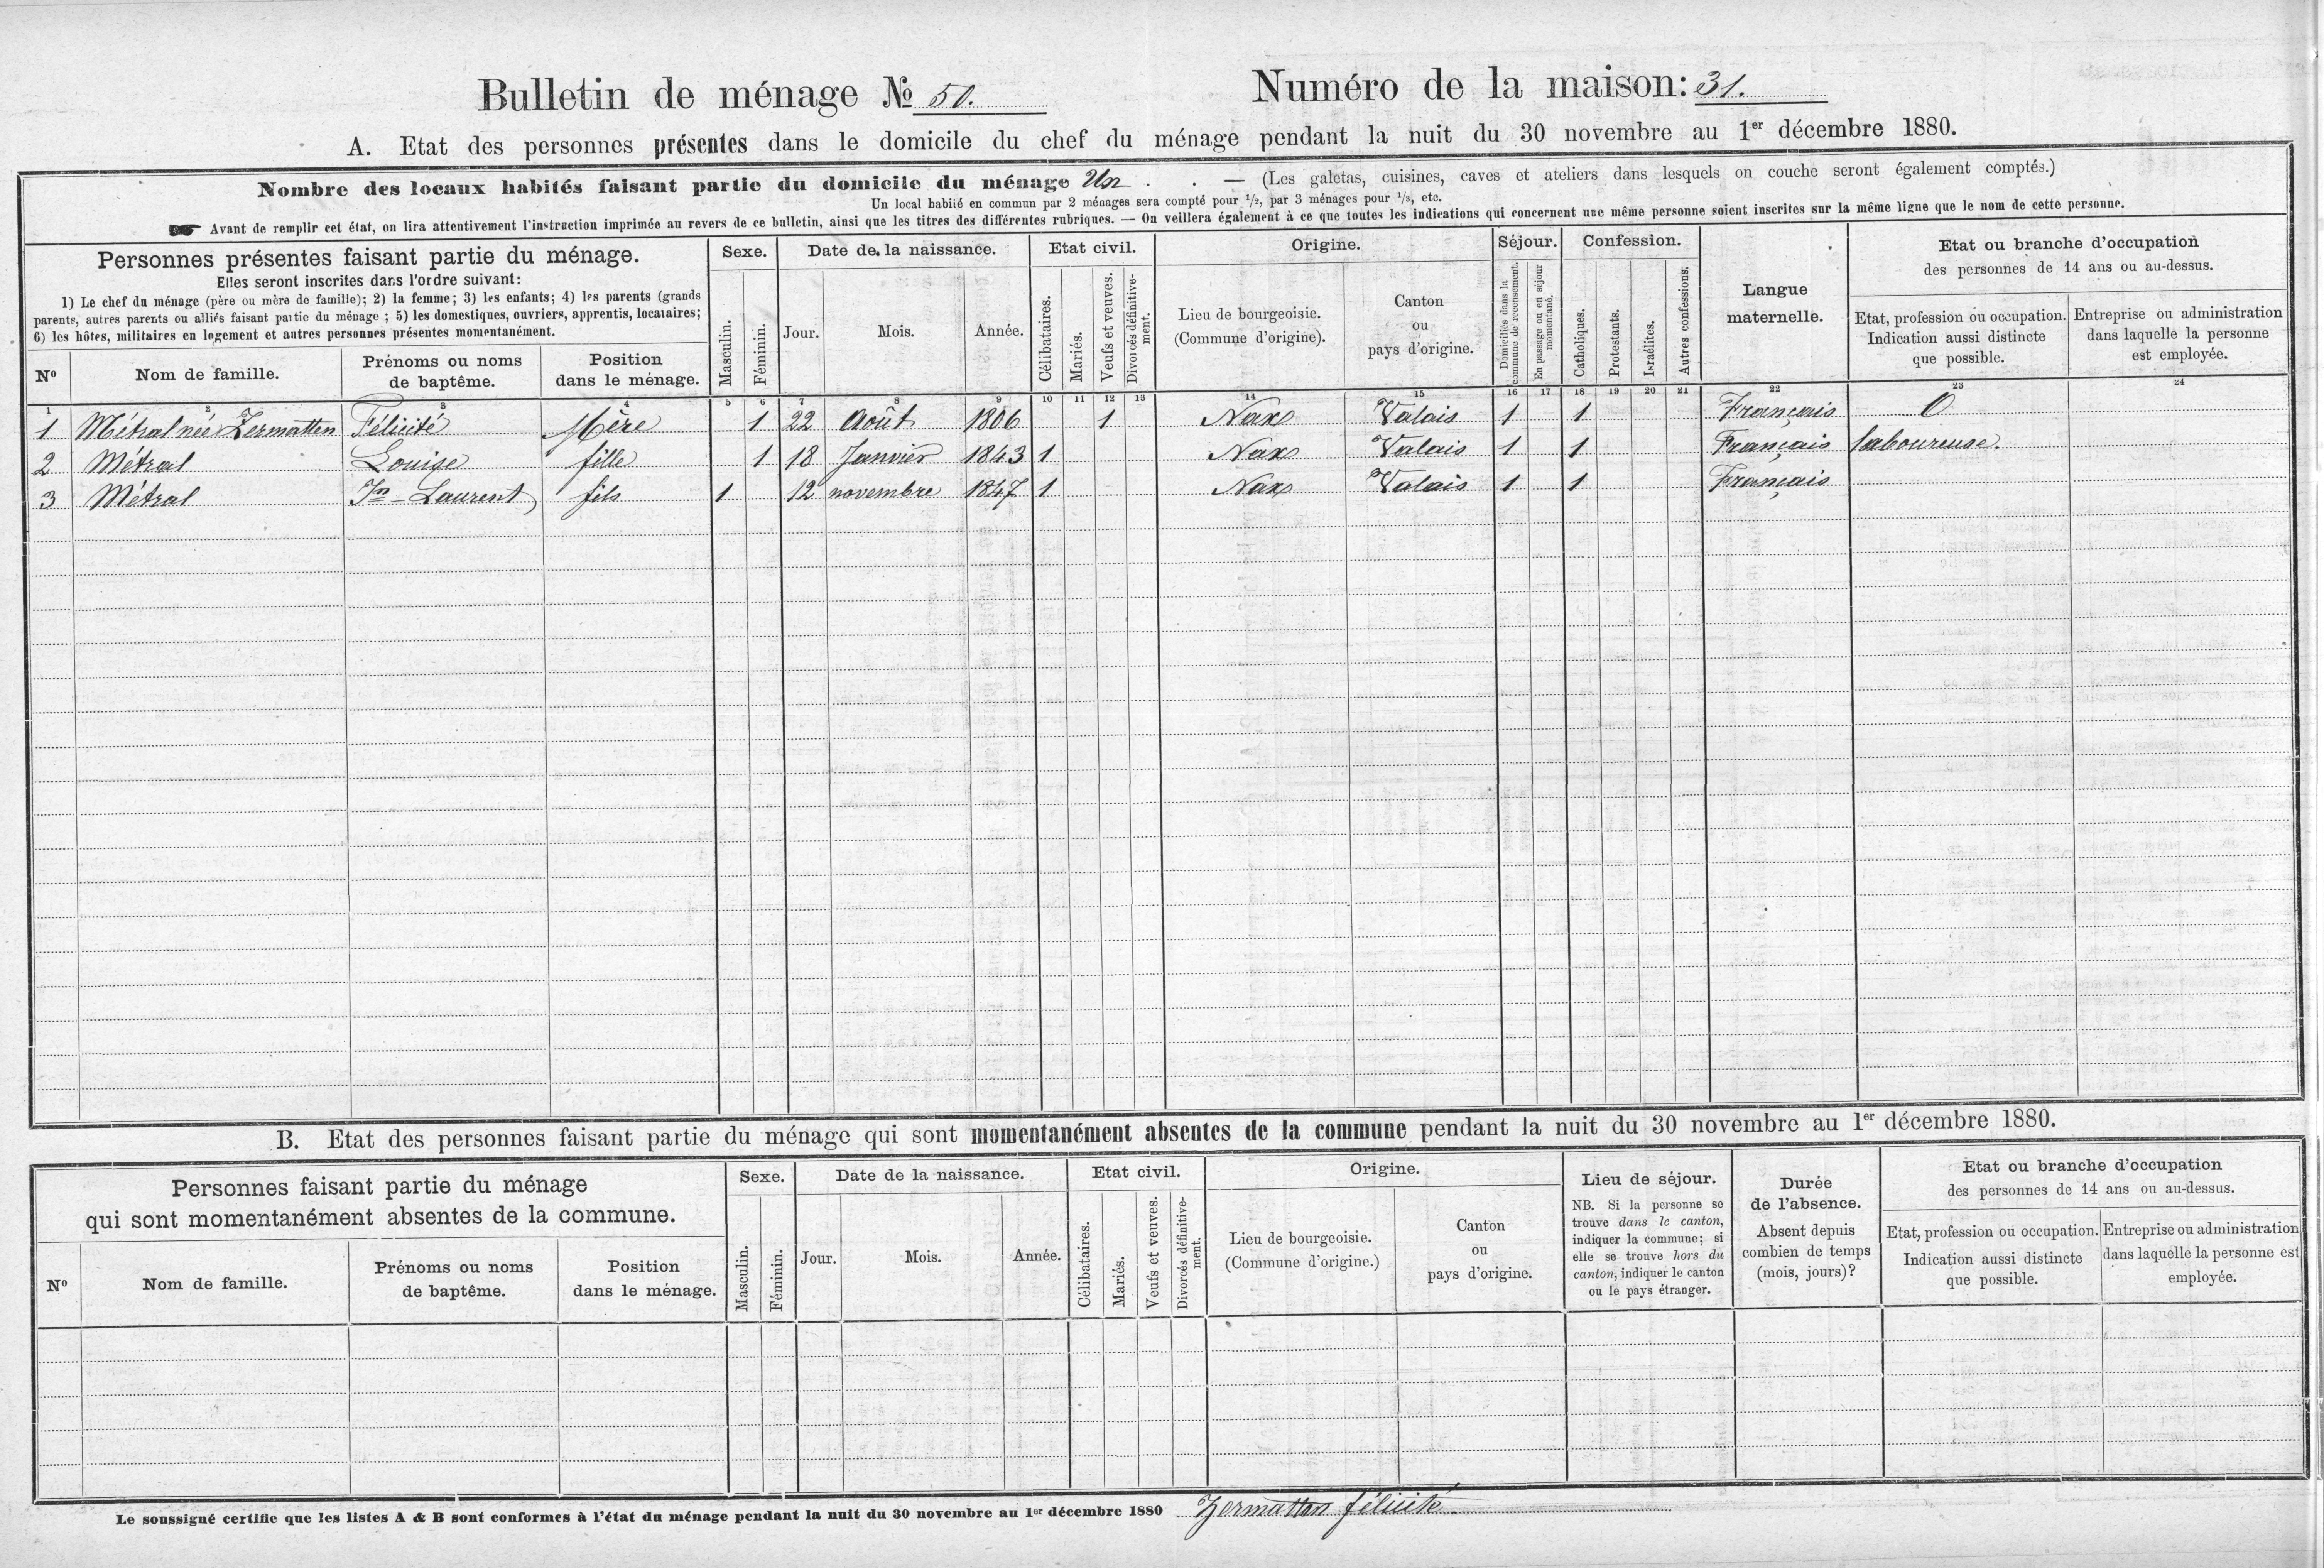 Bulletin de ménage No 50.
Numéro de la maison: 31.
A. Etat des personnes présentes dans le domicile du chef du ménage pendant la nuit du 30 novembre au 1er décembre 1880.
Nombre des locaux habités faisant partie du domicile du ménage Un . . — (Les galetas, cuisines, caves et ateliers dans lesquels on couche seront également comptés.)
Un local habité en commun par 2 ménages sera compté pour 1/2, par 3 ménages pour 1/3, etc.
☛ Avant de remplir cet état, on lira attentivement l'instruction imprimée au revers de ce bulletin, ainsi que les titres des différentes rubriques. — On veillera également à ce que toutes les indications qui concernent une même personne soient inscrites sur la même ligne que le nom de cette personne.
Personnes présentes faisant partie du ménage.
Elles seront inscrites dans l'ordre suivant:
1) Le chef du ménage (père ou mère de famille); 2) la femme; 3) les enfants; 4) les parents (grands
parents, autres parents ou alliés faisant partie du ménage ; 5) les domestiques, ouvriers, apprentis, locataires;
6) les hôtes, militaires en logement et autres personnes présentes momentanément.
No
Nom de famille.
Prénoms ou noms
de baptême.
Position
dans le ménage.
Sexe.
Masculin.
Féminin.
Date de la naissance.
Jour.
Mois.
Année.
Etat civil.
Célibataires.
Mariés.
Veufs et veuves.
Divorcés définitive-
ment.
Origine.
Lieu de bourgeoisie.
(Commune d'origine).
Canton
ou
pays d'origine.
Séjour.
Domiciliés dans la
commune de recensement.
En passage ou en séjour
momentané.
Confession.
Catholiques.
Protestants.
Israélites.
Autres confessions.
Langue
maternelle.
Etat ou branche d'occupation
des personnes de 14 ans ou au-dessus.
Etat, profession ou occupation.
Indication aussi distincte
que possible.
Entreprise ou administration
dans laquelle la personne
est employée.
1 2 3 4 5 6 7 8 9 10 11 12 13 14 15 16 17 18 19 20 21 22 23 24
1 Métral née Zermatten Félicité Mère 1 22 Août 1806 1 Nax Valais 1 1 Français 0
2 Métral Louise fille 1 18 Janvier 1843 1 Nax Valais 1 1 Français laboureuse.
3 Métral Jn-Laurent fils 1 12 novembre 1847 1 Nax Valais 1 1 Français
B. Etat des personnes faisant partie du ménage qui sont momentanément absentes de la commune pendant la nuit du 30 novembre au 1er décembre 1880.
Personnes faisant partie du ménage
qui sont momentanément absentes de la commune.
No
Nom de famille.
Prénoms ou noms
de baptême.
Position
dans le ménage.
Sexe.
Masculin.
Féminin.
Date de la naissance.
Jour.
Mois.
Année.
Etat civil.
Célibataires.
Mariés.
Veufs et veuves.
Divorcés définitive-
ment.
Origine.
Lieu de bourgeoisie.
(Commune d'origine.)
Canton
ou
pays d'origine.
Lieu de séjour.
NB. Si la personne se
trouve dans le canton,
indiquer la commune; si
elle se trouve hors du
canton, indiquer le canton
ou le pays étranger.
Durée
de l'absence.
Absent depuis
combien de temps
(mois, jours)?
Etat ou branche d'occupation
des personnes de 14 ans ou au-dessus.
Etat, profession ou occupation.
Indication aussi distincte
que possible.
Entreprise ou administration
dans laquelle la personne est
employée.
Le soussigné certifie que les listes A & B sont conformes à l'état du ménage pendant la nuit du 30 novembre au 1er décembre 1880 Zermatten félicité